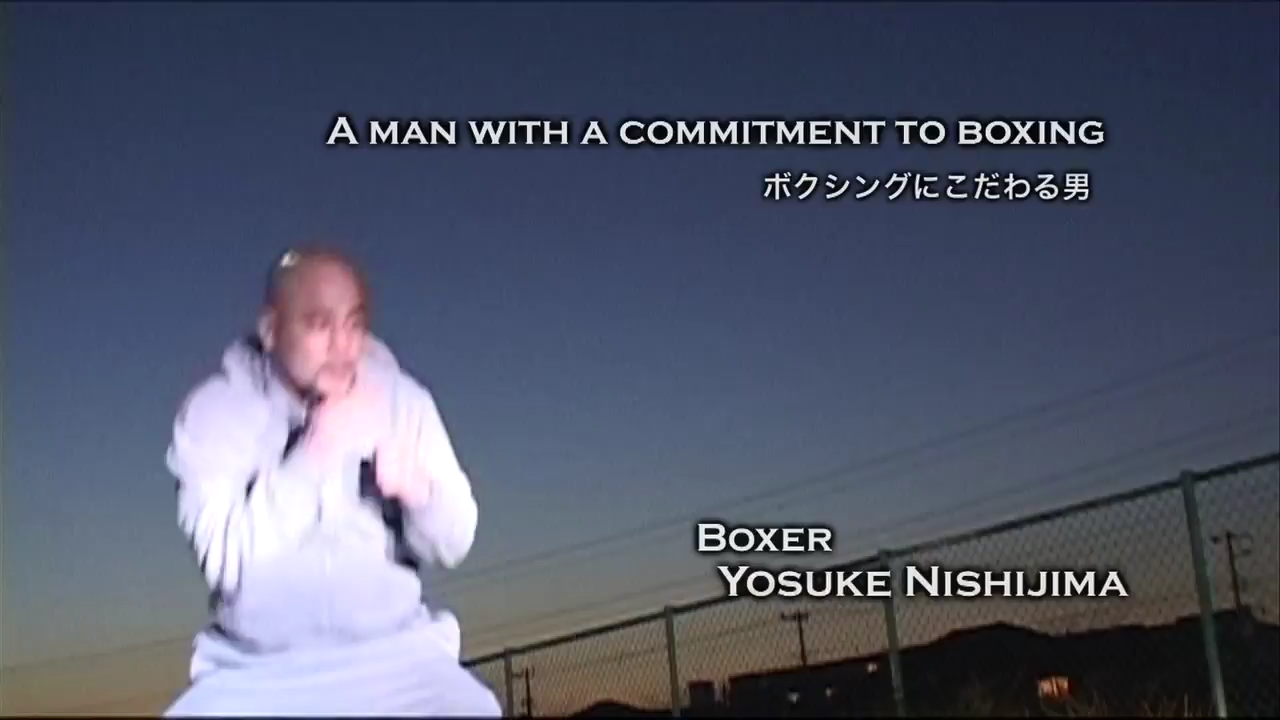 A MAN WITH A COMMITMENT TO BOXING
ボクシングにこだわる男
BOXER
YOSUKE NISHIJIMA